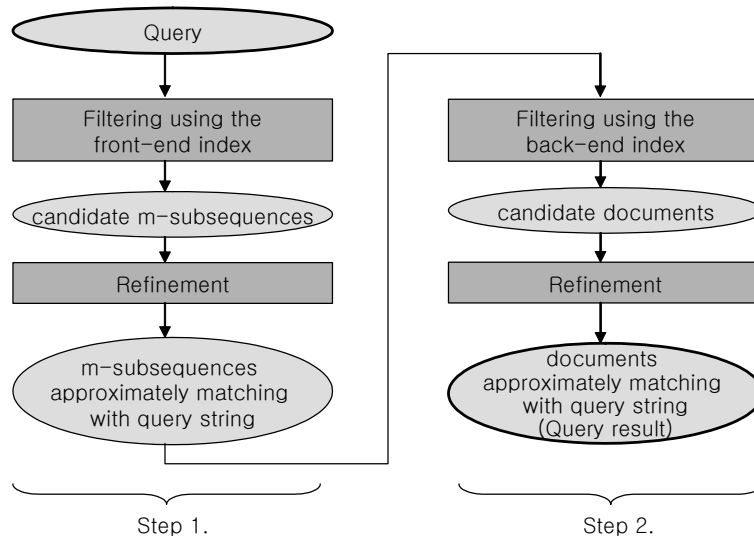 Query
Filtering using the
front-end index
candidate m-subsequences
Refinement
m-subsequences
approximately matching
with query string
Step 1.
Filtering using the
back-end index
candidate documents
Refinement
documents
approximately matching
with query string
(Query result)
Step 2.